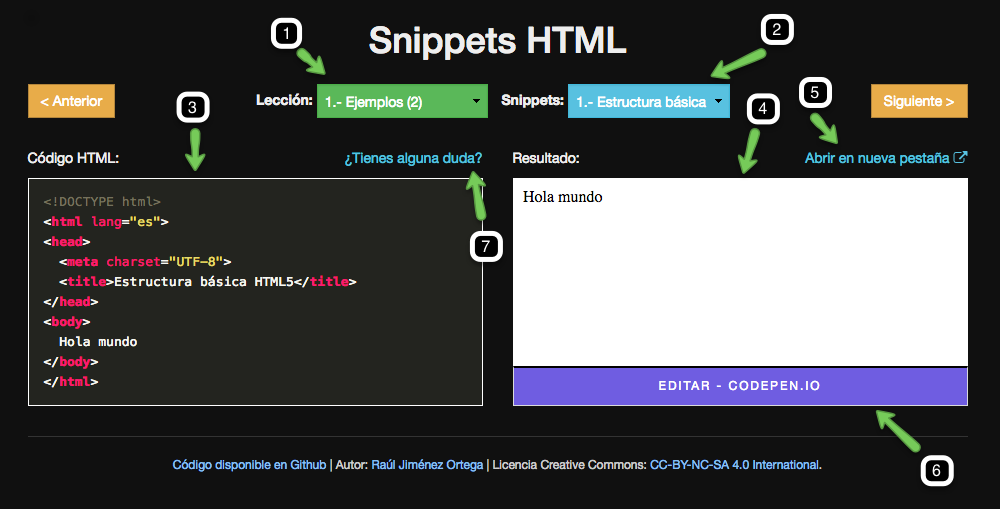 1
Snippets HTML
2
< Anterior
3
Lección:
1.- Ejemplos (2)
Snippets:
1.- Estructura básica
4
5
Siguiente >
Código HTML:
¿Tienes alguna duda?
Resultado:
Abrir en nueva pestaña
<!DOCTYPE html>
<html lang="es">
<head>
  <meta charset="UTF-8">
  <title>Estructura básica HTML5</title>
</head>
<body>
  Hola mundo
</body>
</html>
7
Hola mundo
EDITAR - CODEPEN.IO
6
Código disponible en Github | Autor: Raúl Jiménez Ortega | Licencia Creative Commons: CC-BY-NC-SA 4.0 International.